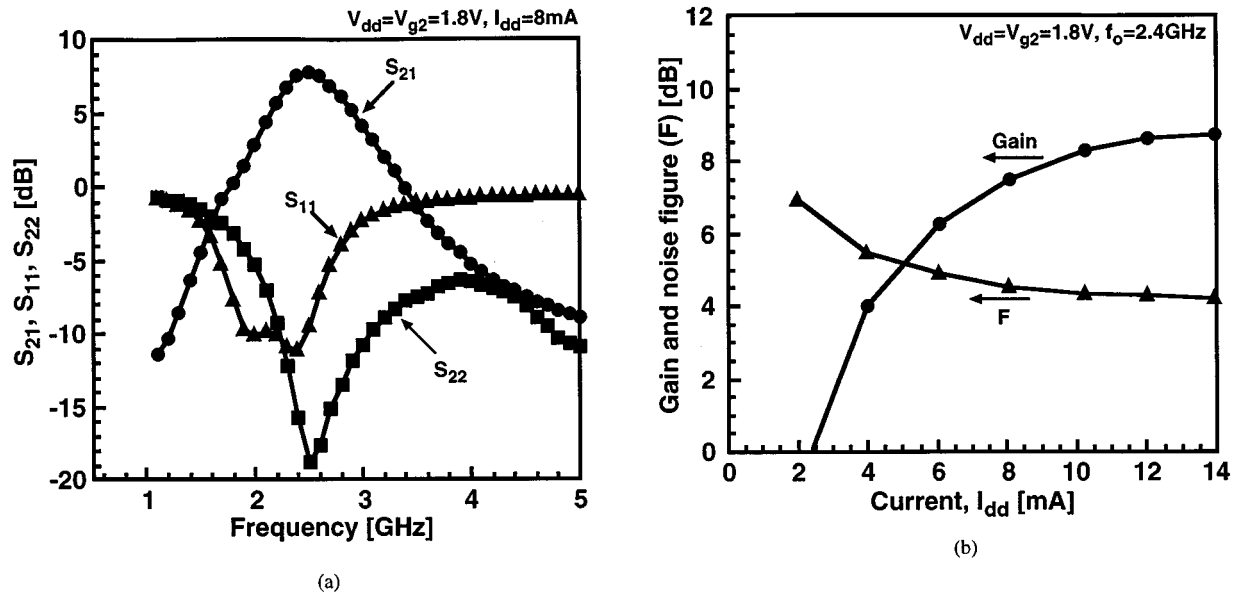 V_dd=V_g2=1.8V, I_dd=8mA
10
5
0
-5
-10
-15
-20
S_21, S_11, S_22 [dB]
S_21
S_11
S_22
1 2 3 4 5
Frequency [GHz]
(a)
V_dd=V_g2=1.8V, f_o=2.4GHz
12
10
8
6
4
2
0
Gain and noise figure (F) [dB]
Gain
F
0 2 4 6 8 10 12 14
Current, I_dd [mA]
(b)